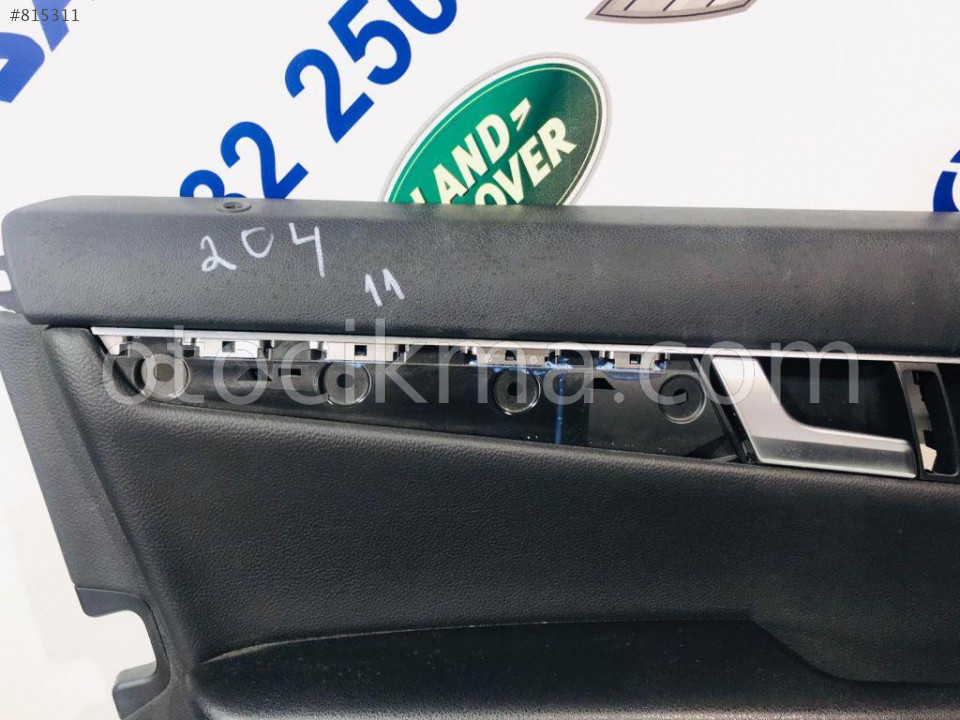 #815311
32 250
LAND
ROVER
204
11
otocikma.com